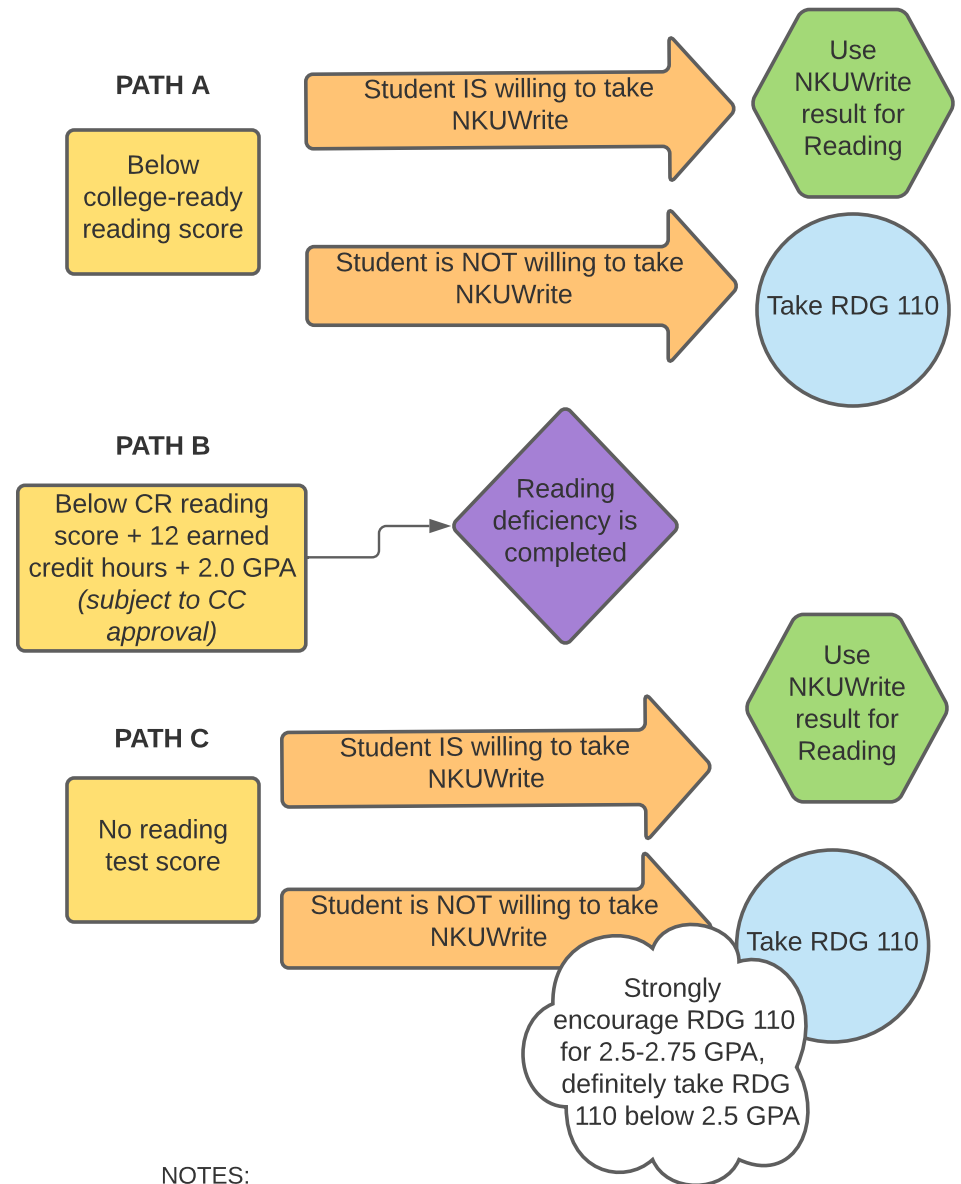 PATH A
Below
college-ready
reading score
Student IS willing to take
NKUWrite
Use
NKUWrite
result for
Reading
Student is NOT willing to take
NKUWrite
Take RDG 110
PATH B
Below CR reading
score + 12 earned
credit hours + 2.0 GPA
(subject to CC
approval)
Reading
deficiency is
completed
PATH C
No reading
test score
Student IS willing to take
NKUWrite
Use
NKUWrite
result for
Reading
Student is NOT willing to take
NKUWrite
Take RDG 110
Strongly
encourage RDG 110
for 2.5-2.75 GPA,
definitely take RDG
110 below 2.5 GPA
NOTES: